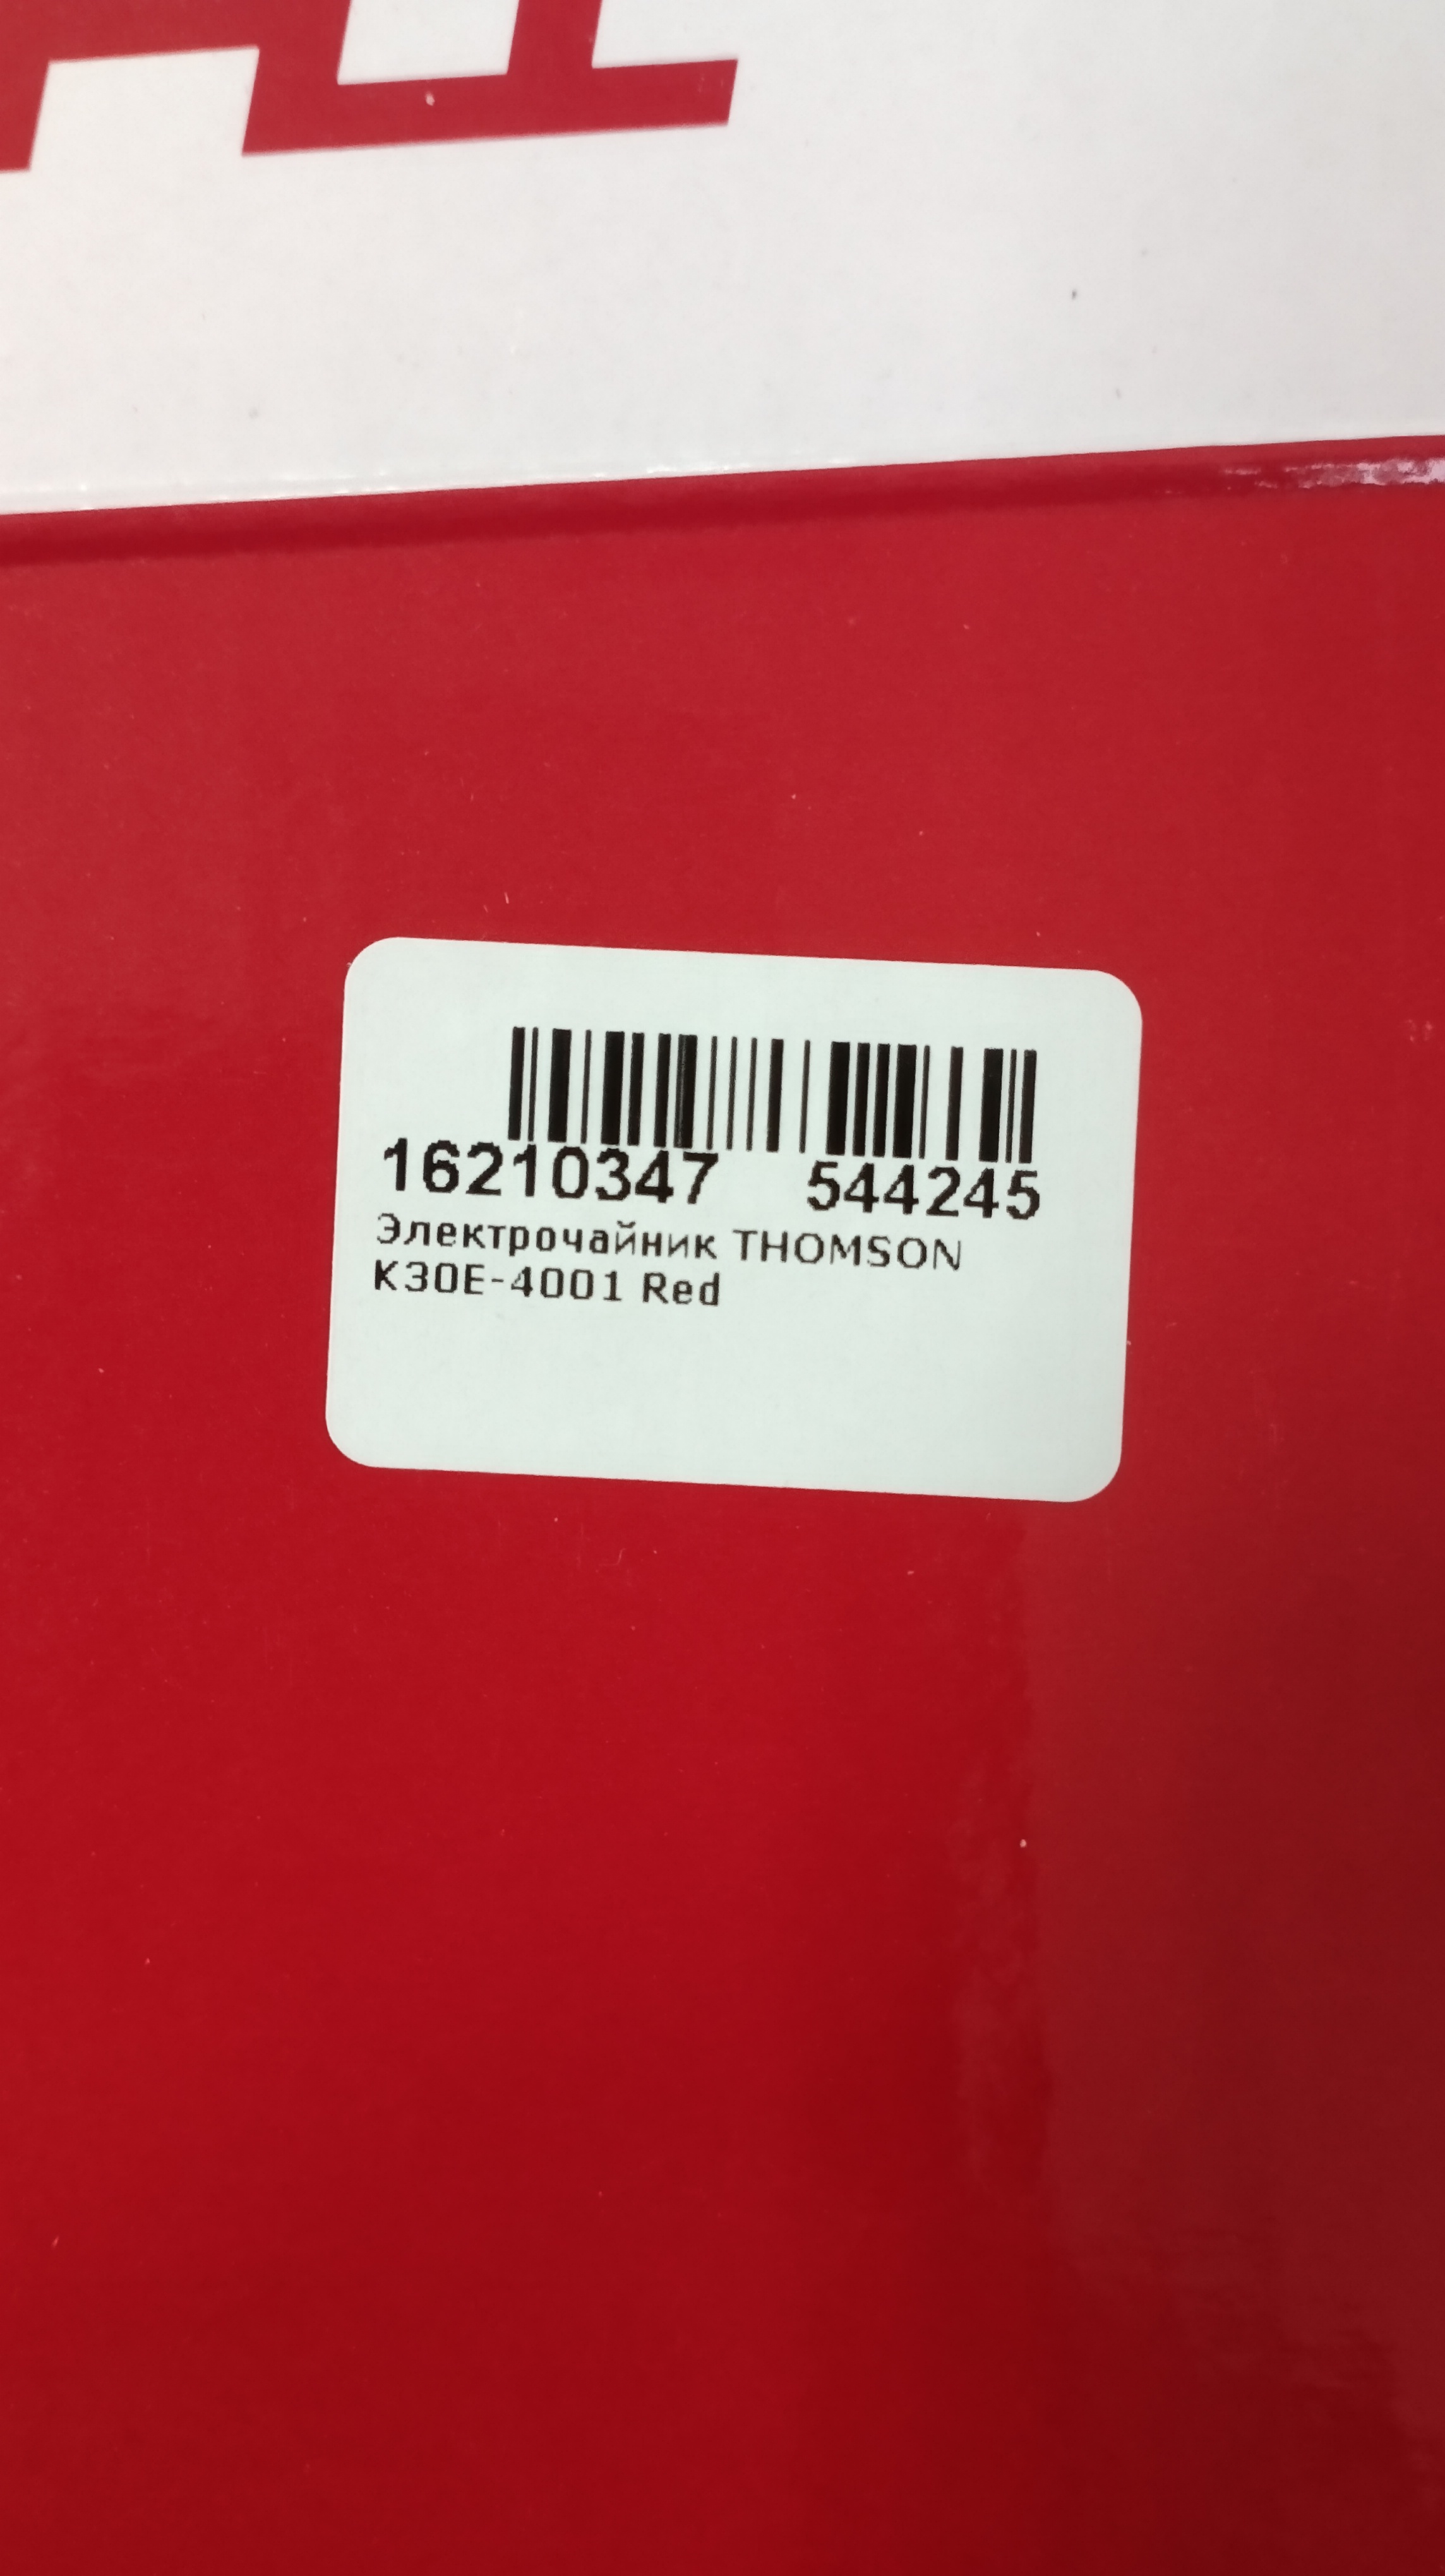 16210347 544245
Электрочайник THOMSON
K30E-4001 Red